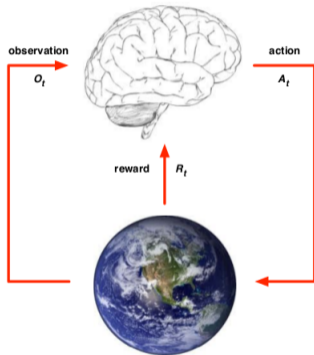 observation
action
O_t
A_t
reward
R_t